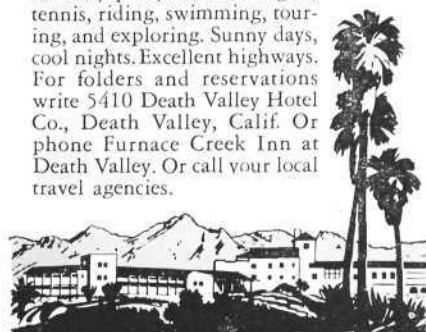 tennis, riding, swimming, tour-
ing, and exploring. Sunny days,
cool nights. Excellent highways.
For folders and reservations
write 5410 Death Valley Hotel
Co., Death Valley, Calif. Or
phone Furnace Creek Inn at
Death Valley. Or call your local
travel agencies.